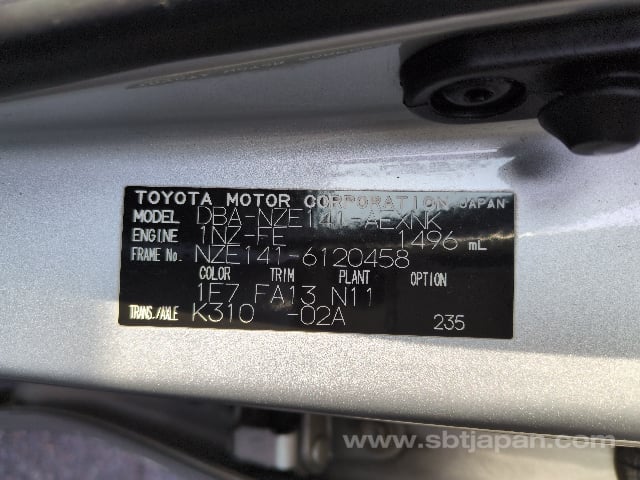 TOYOTA MOTOR CORPORATION JAPAN
MODEL DBA-NZE141-AEXNK
ENGINE 1NZ-FE 1496 mL
FRAME No. NZE141-6120458
COLOR TRIM PLANT OPTION
1E7 FA13 N11
TRANS./AXLE K310 -02A 235
www.sbtjapan.com